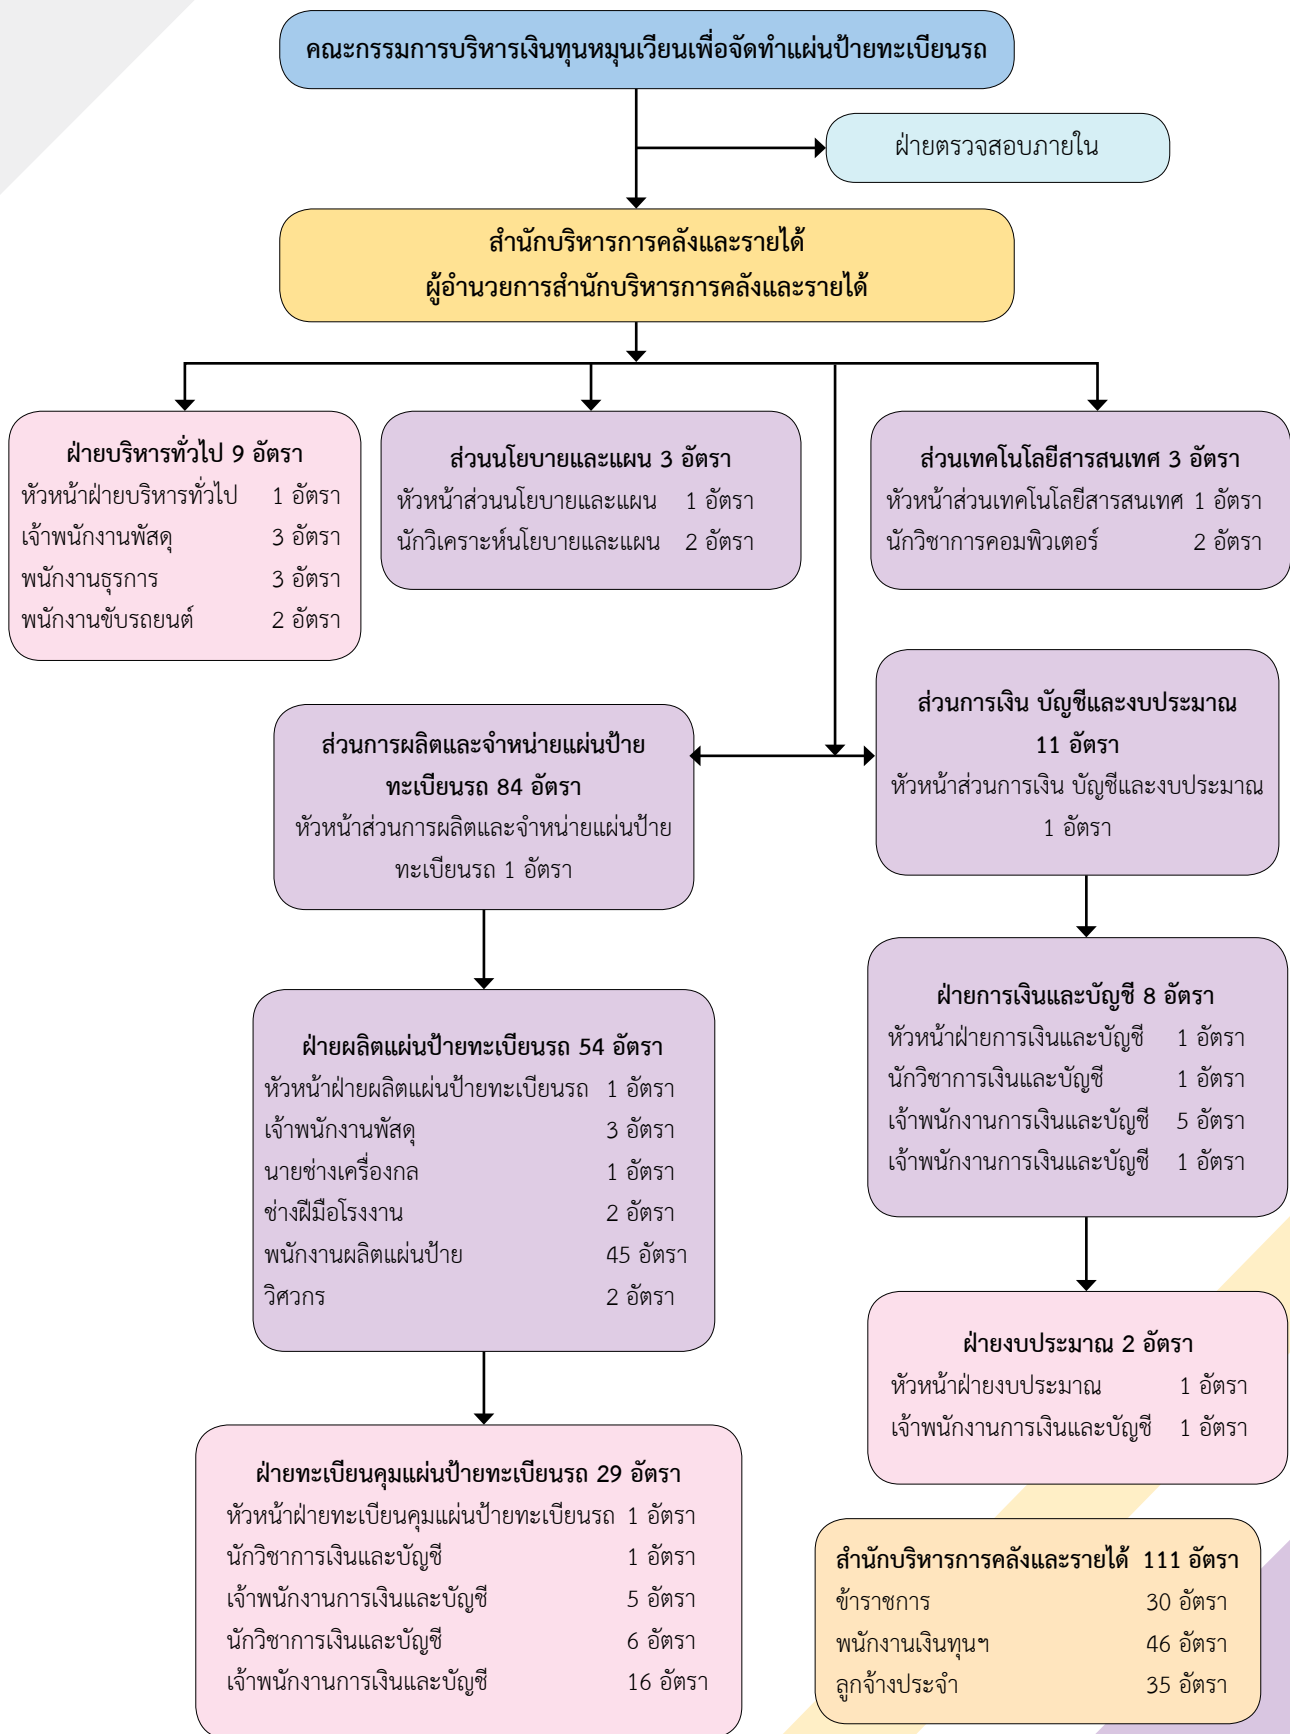 คณะกรรมการบริหารเงินทุนหมุนเวียนเพื่อจัดทำแผ่นป้ายทะเบียนรถ
ฝ่ายตรวจสอบภายใน
สำนักบริหารการคลังและรายได้
ผู้อำนวยการสำนักบริหารการคลังและรายได้
ฝ่ายบริหารทั่วไป 9 อัตรา
หัวหน้าฝ่ายบริหารทั่วไป 1 อัตรา
เจ้าพนักงานพัสดุ 3 อัตรา
พนักงานธุรการ 3 อัตรา
พนักงานขับรถยนต์ 2 อัตรา
ส่วนนโยบายและแผน 3 อัตรา
หัวหน้าส่วนนโยบายและแผน 1 อัตรา
นักวิเคราะห์นโยบายและแผน 2 อัตรา
ส่วนเทคโนโลยีสารสนเทศ 3 อัตรา
หัวหน้าส่วนเทคโนโลยีสารสนเทศ 1 อัตรา
นักวิชาการคอมพิวเตอร์ 2 อัตรา
ส่วนการผลิตและจำหน่ายแผ่นป้าย
ทะเบียนรถ 84 อัตรา
หัวหน้าส่วนการผลิตและจำหน่ายแผ่นป้าย
ทะเบียนรถ 1 อัตรา
ส่วนการเงิน บัญชีและงบประมาณ
11 อัตรา
หัวหน้าส่วนการเงิน บัญชีและงบประมาณ
1 อัตรา
ฝ่ายผลิตแผ่นป้ายทะเบียนรถ 54 อัตรา
หัวหน้าฝ่ายผลิตแผ่นป้ายทะเบียนรถ 1 อัตรา
เจ้าพนักงานพัสดุ 3 อัตรา
นายช่างเครื่องกล 1 อัตรา
ช่างฝีมือโรงงาน 2 อัตรา
พนักงานผลิตแผ่นป้าย 45 อัตรา
วิศวกร 2 อัตรา
ฝ่ายการเงินและบัญชี 8 อัตรา
หัวหน้าฝ่ายการเงินและบัญชี 1 อัตรา
นักวิชาการเงินและบัญชี 1 อัตรา
เจ้าพนักงานการเงินและบัญชี 5 อัตรา
เจ้าพนักงานการเงินและบัญชี 1 อัตรา
ฝ่ายงบประมาณ 2 อัตรา
หัวหน้าฝ่ายงบประมาณ 1 อัตรา
เจ้าพนักงานการเงินและบัญชี 1 อัตรา
ฝ่ายทะเบียนคุมแผ่นป้ายทะเบียนรถ 29 อัตรา
หัวหน้าฝ่ายทะเบียนคุมแผ่นป้ายทะเบียนรถ 1 อัตรา
นักวิชาการเงินและบัญชี 1 อัตรา
เจ้าพนักงานการเงินและบัญชี 5 อัตรา
นักวิชาการเงินและบัญชี 6 อัตรา
เจ้าพนักงานการเงินและบัญชี 16 อัตรา
สำนักบริหารการคลังและรายได้ 111 อัตรา
ข้าราชการ 30 อัตรา
พนักงานเงินทุนฯ 46 อัตรา
ลูกจ้างประจำ 35 อัตรา